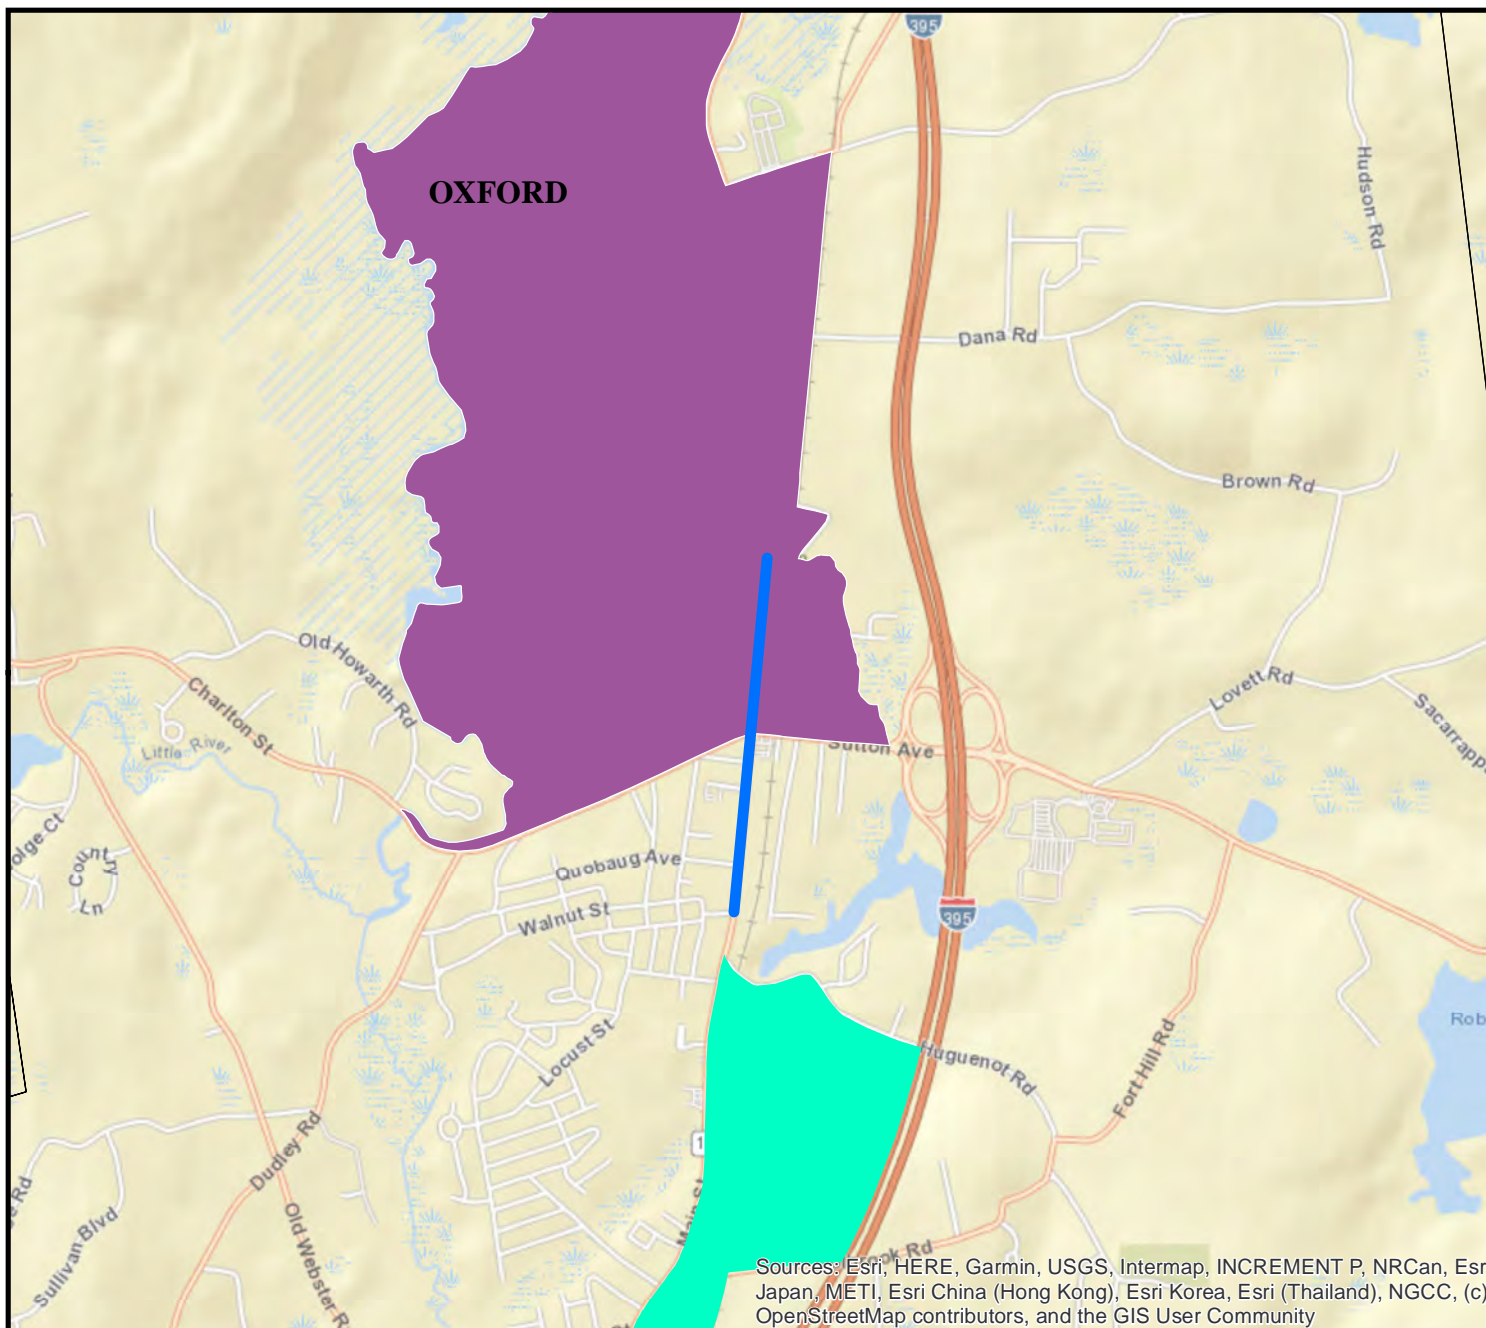 395
395
OXFORD
Hudson Rd
Dana Rd
Brown Rd
Old Howarth Rd
Charlton St
Little River
Lovett Rd
Sutton Ave
Country
Ln
Quobaug Ave
Walnut St
395
Locust St
Huguenot Rd
Fort Hill Rd
1
Dudley Rd
Main St
Old Webster R
Sullivan Blvd
Sources: Esri, HERE, Garmin, USGS, Intermap, INCREMENT P, NRCan, Esr
Japan, METI, Esri China (Hong Kong), Esri Korea, Esri (Thailand), NGCC, (c)
OpenStreetMap contributors, and the GIS User Community